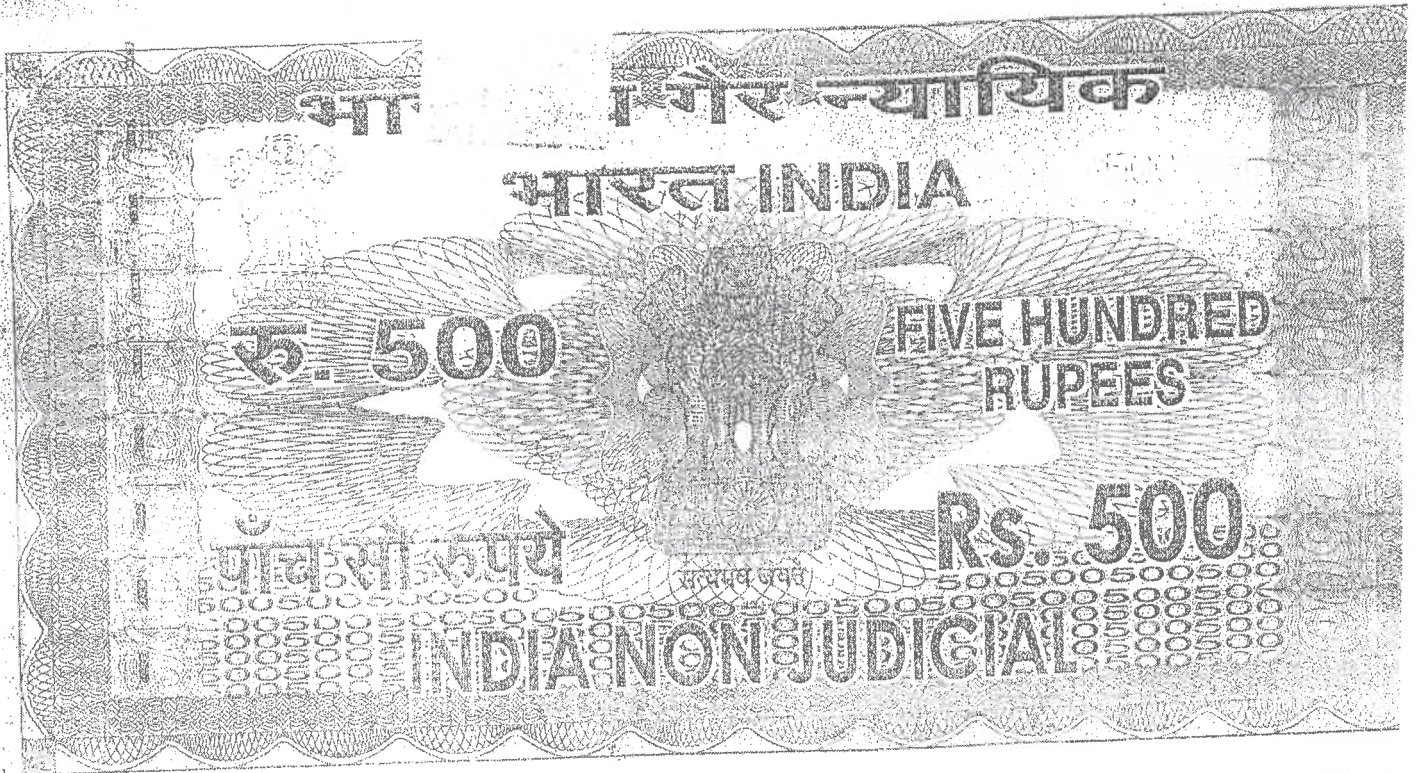 भा गैर न्यायिक
भारत INDIA
रु. 500
FIVE HUNDRED
RUPEES
पाँच सौ रुपये
Rs. 500
सत्यमेव जयते
INDIA NON JUDICIAL